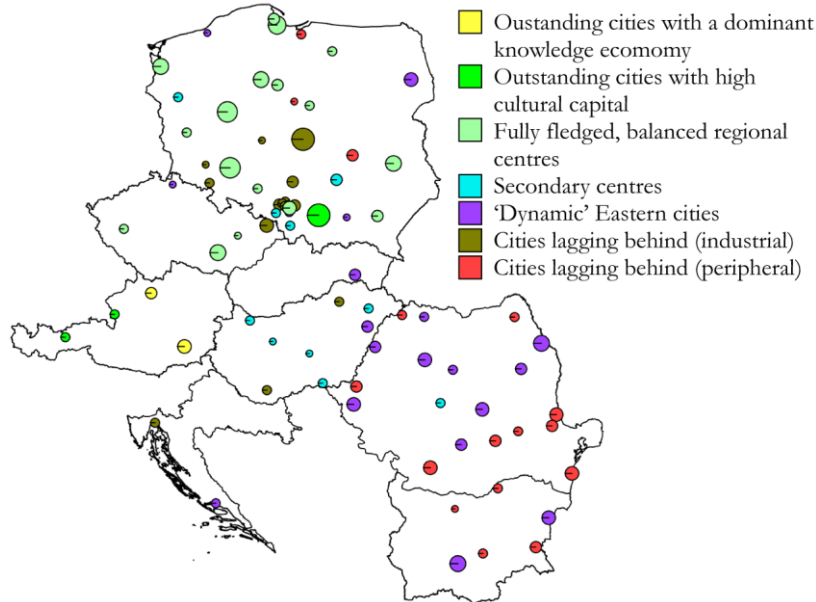 Oustanding cities with a dominant
knowledge ecomomy
Outstanding cities with high
cultural capital
Fully fledged, balanced regional
centres
Secondary centres
‘Dynamic’ Eastern cities
Cities lagging behind (industrial)
Cities lagging behind (peripheral)